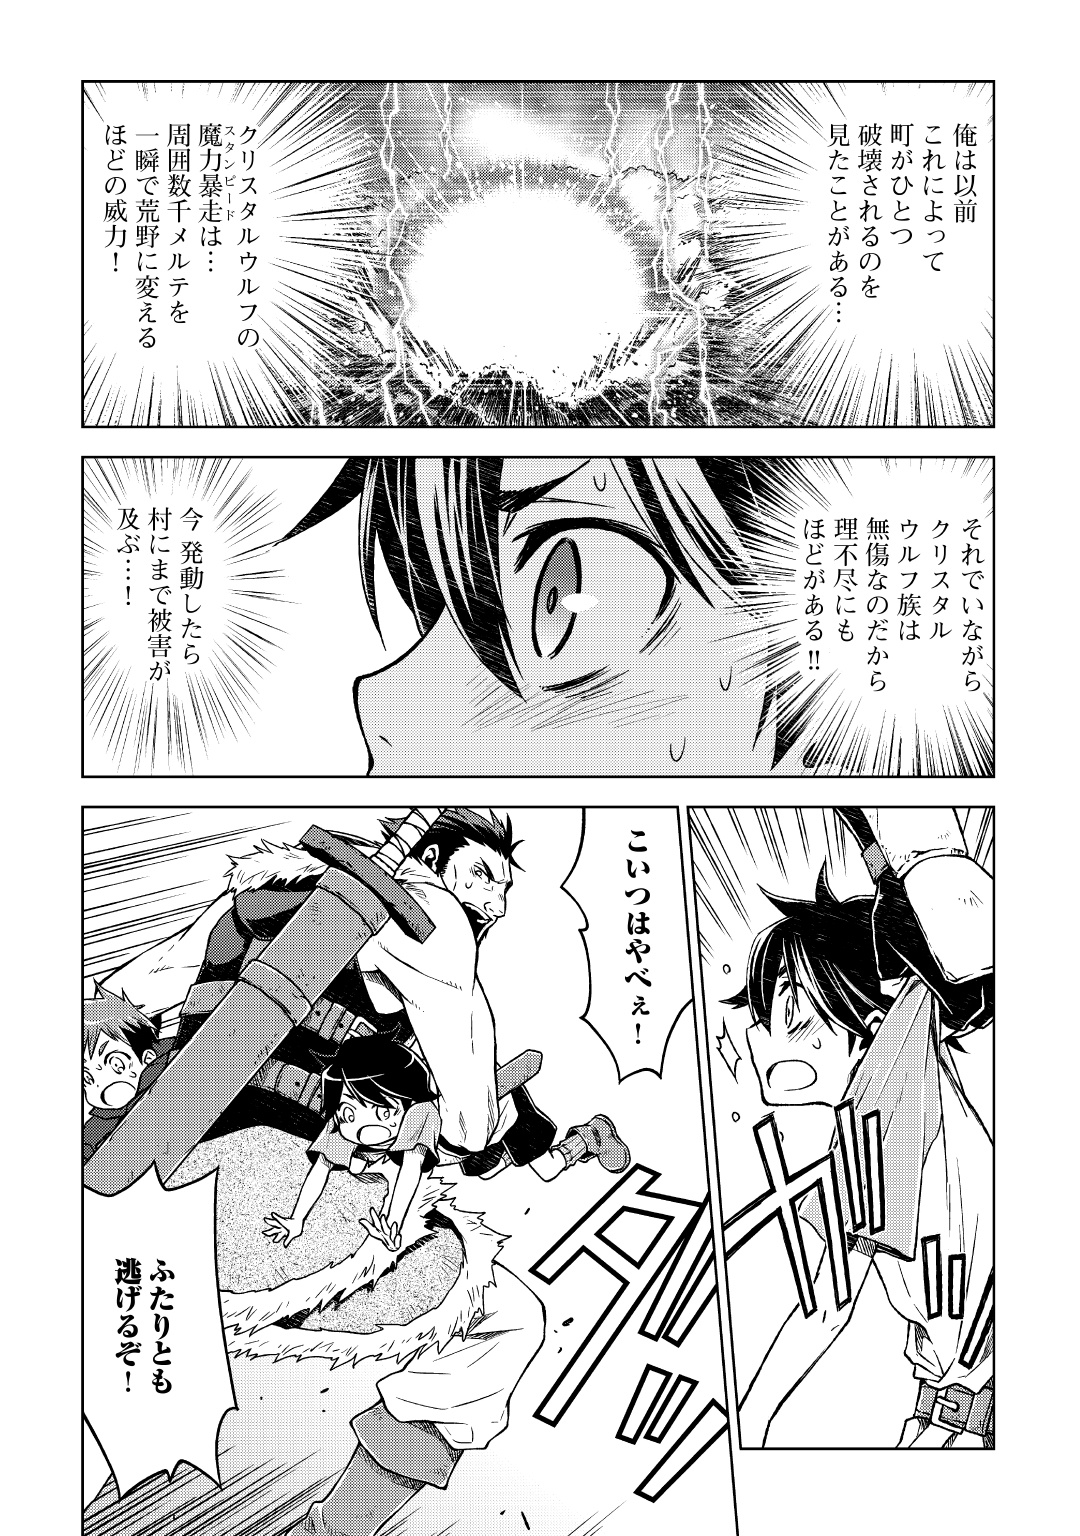 俺は以前
これによって
町がひとつ
破壊されるのを
見たことがある…
クリスタルウルフの
魔力暴走は…
スタンピード
周囲数千メルテを
一瞬で荒野に変える
ほどの威力！
それでいながら
クリスタル
ウルフ族は
無傷なのだから
理不尽にも
ほどがある!!
今 発動したら
村にまで被害が
及ぶ…！
ガッ
こいつはやべぇ！
ダッ
ふたりとも
逃げるぞ！